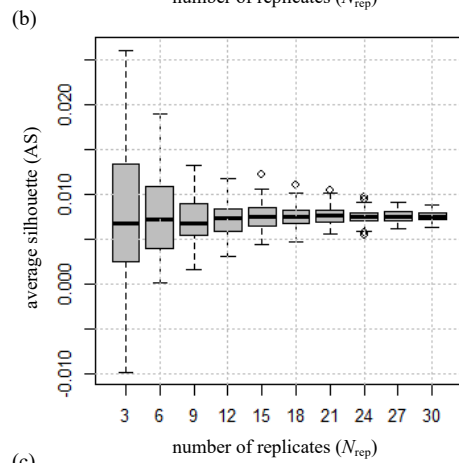 number of replicates (Nrep)
(b)
average silhouette (AS)
0.020
0.010
0.000
-0.010
3 6 9 12 15 18 21 24 27 30
number of replicates (Nrep)
(c)